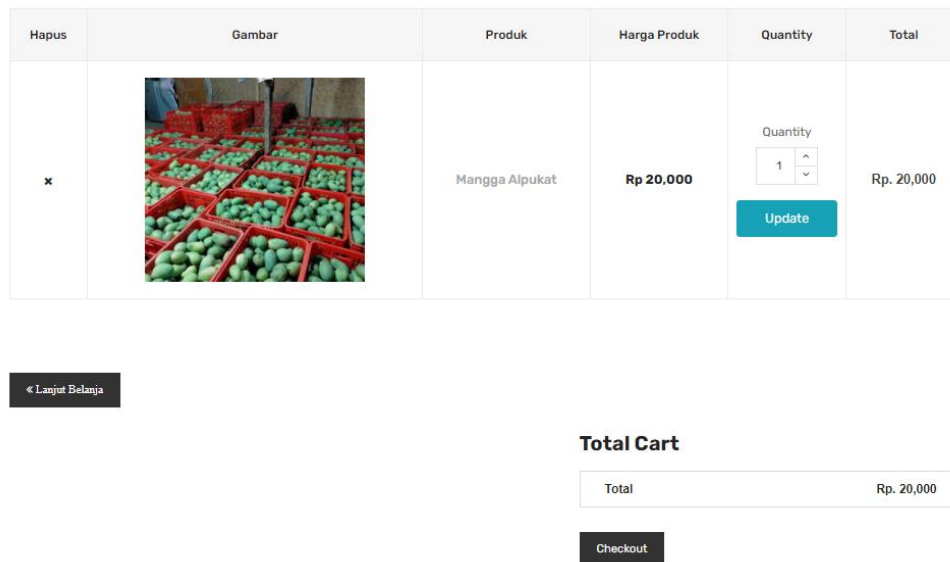 Hapus Gambar Produk Harga Produk Quantity Total
Quantity
1
× Mangga Alpukat Rp 20,000 Rp. 20,000
Update
« Lanjut Belanja
Total Cart
Total Rp. 20,000
Checkout